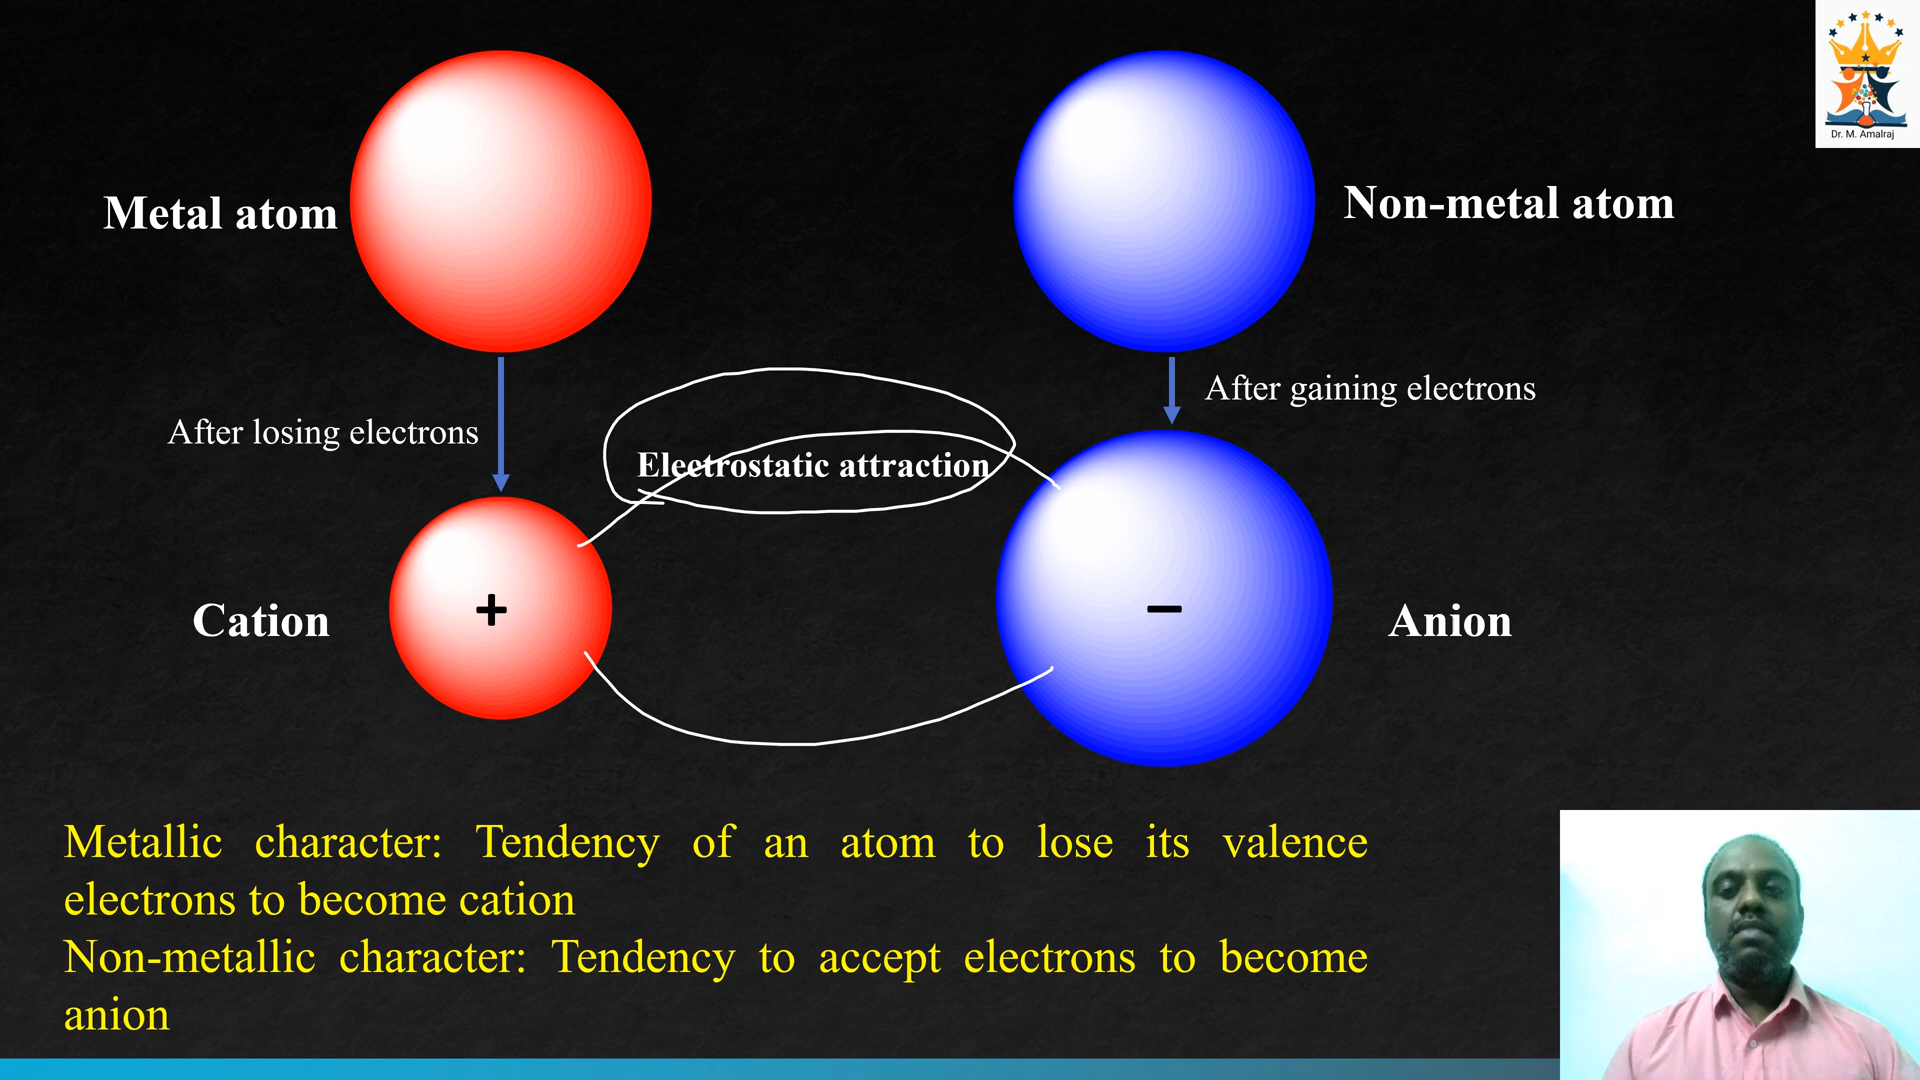 Dr. M. Amalraj
Metal atom
Non-metal atom
After losing electrons
After gaining electrons
Electrostatic attraction
+
–
Cation
Anion
Metallic character: Tendency of an atom to lose its valence
electrons to become cation
Non-metallic character: Tendency to accept electrons to become
anion